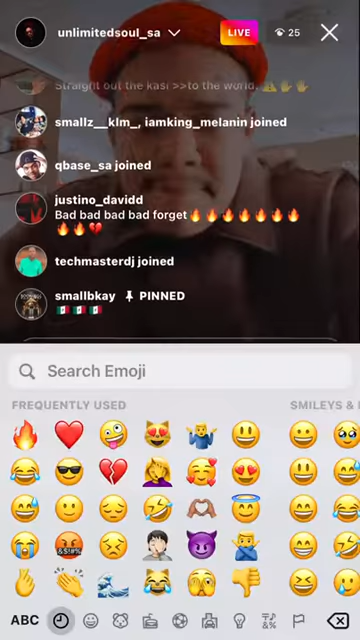 unlimitedsoul_sa
LIVE
25
Straight out the kasi >>to the world. ⚠️✋✋
smallz__klm_, iamking_melanin joined
qbase_sa joined
justino_davidd
Bad bad bad bad forget🔥🔥🔥🔥🔥🔥🔥
🔥🔥💔
techmasterdj joined
smallbkay PINNED
🇲🇽🇲🇽🇲🇽
Search Emoji
FREQUENTLY USED
SMILEYS &
&$!#%
ABC